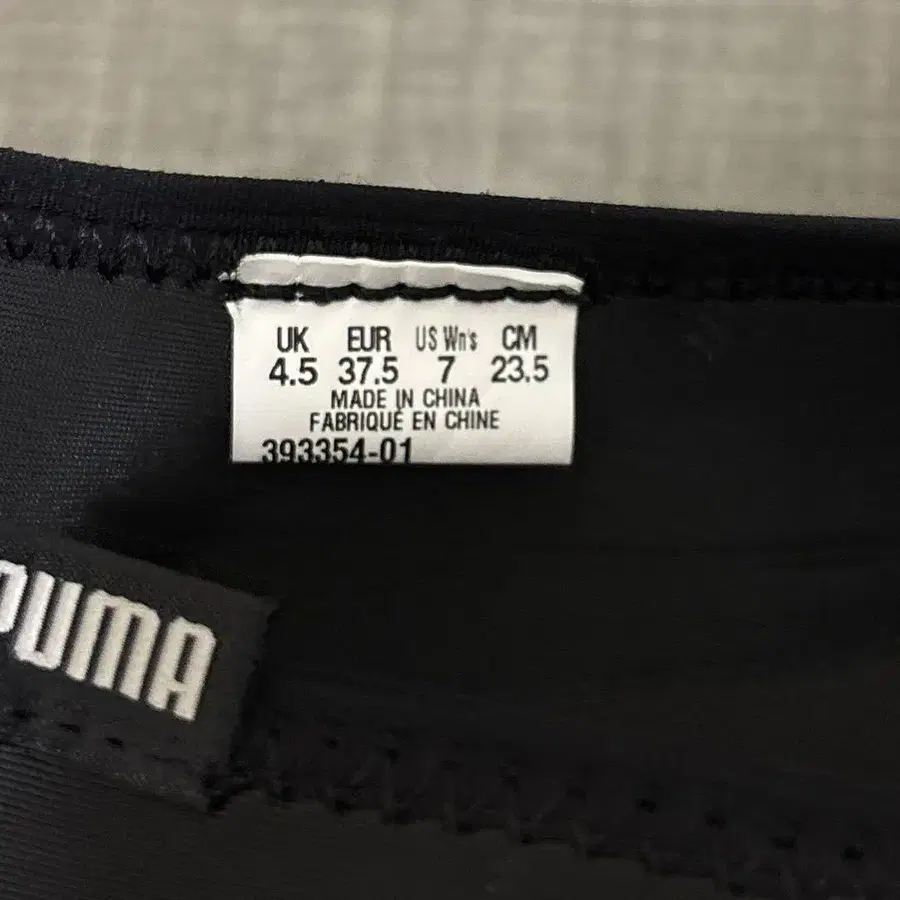 UK EUR US Wn's CM
4.5 37.5 7 23.5
MADE IN CHINA
FABRIQUÉ EN CHINE
393354-01
PUMA